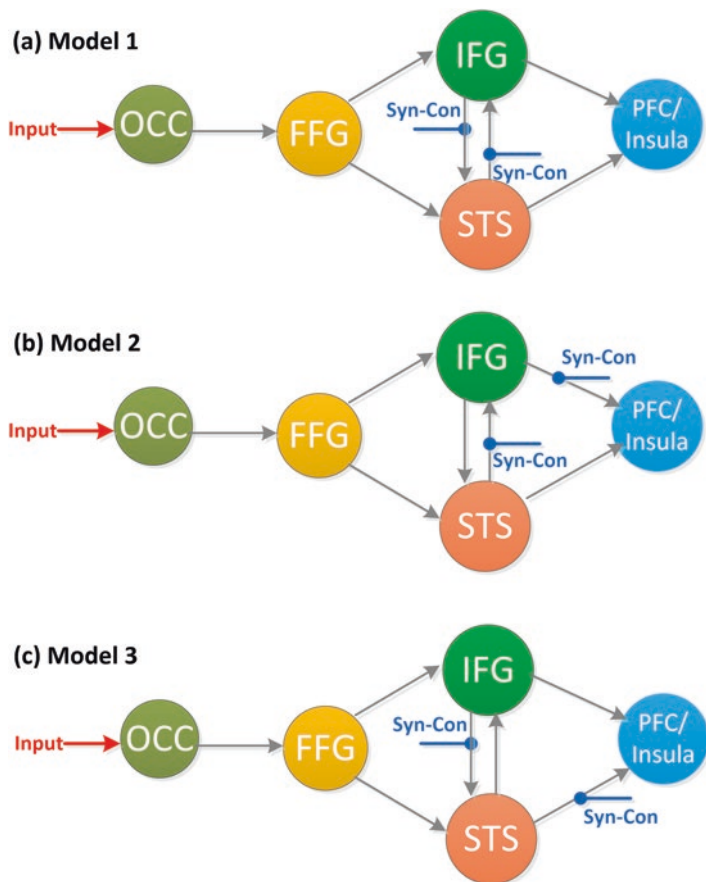 (a) Model 1
IFG
Syn-Con
PFC/
Insula
Input
OCC
FFG
Syn-Con
STS
(b) Model 2
IFG
Syn-Con
PFC/
Insula
Input
OCC
FFG
Syn-Con
STS
(c) Model 3
IFG
Syn-Con
PFC/
Insula
Input
OCC
FFG
Syn-Con
STS